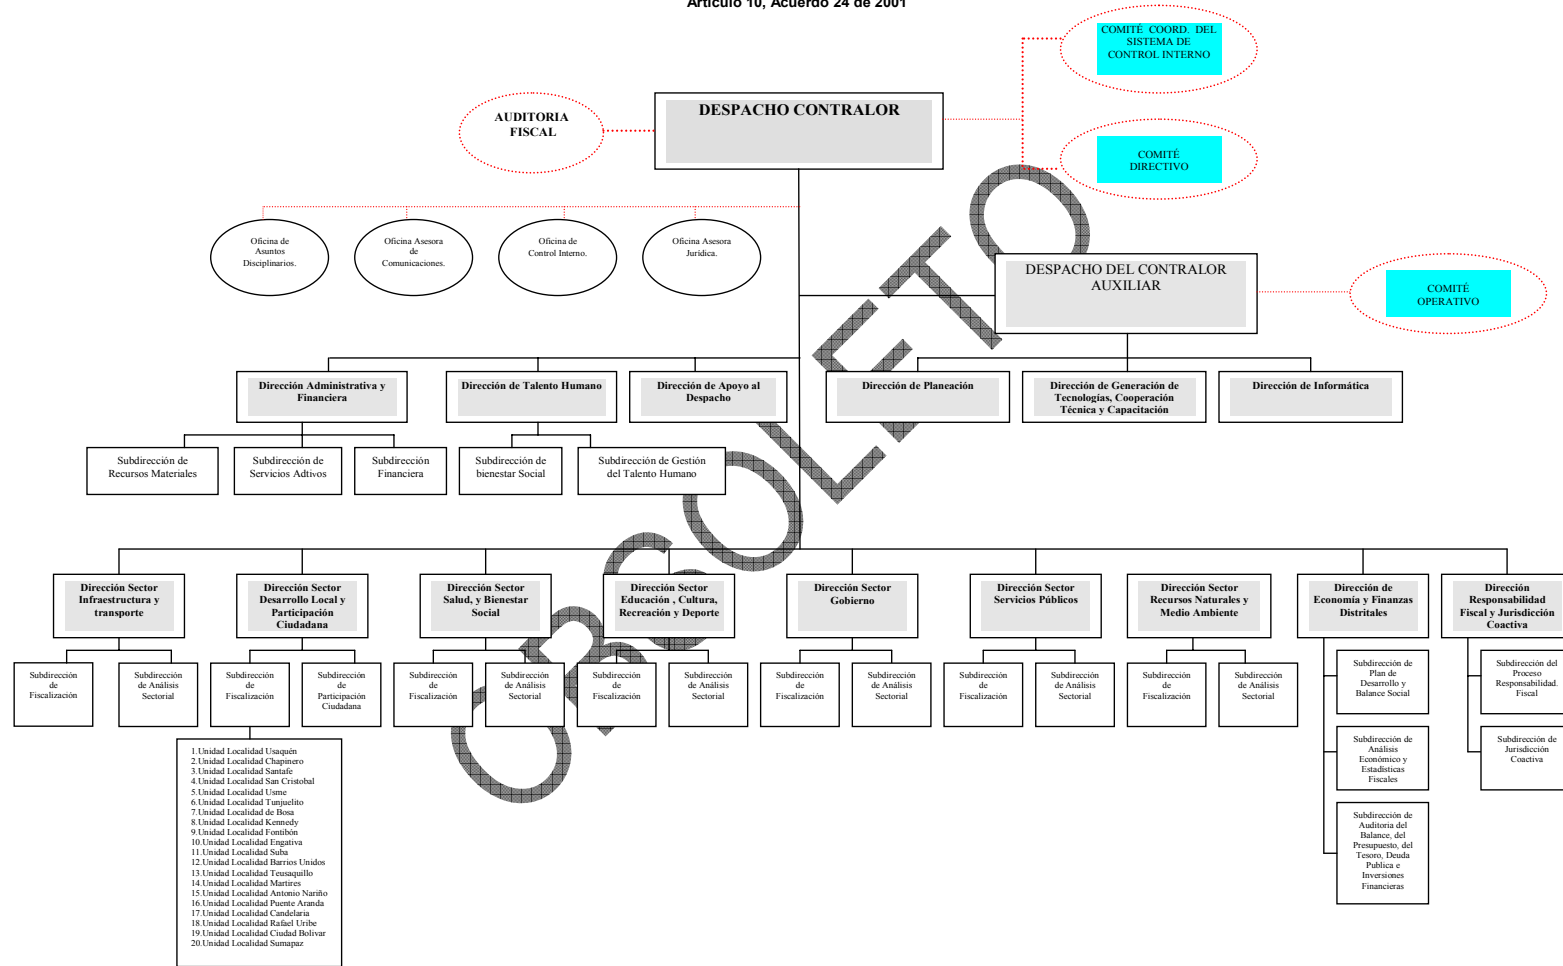 Artículo 10, Acuerdo 24 de 2001
COMITÉ COORD. DEL
SISTEMA DE
CONTROL INTERNO
AUDITORIA
FISCAL
DESPACHO CONTRALOR
COMITÉ
DIRECTIVO
Oficina de
Asuntos
Disciplinarios.
Oficina Asesora
de
Comunicaciones.
Oficina de
Control Interno.
Oficina Asesora
Jurídica.
DESPACHO DEL CONTRALOR
AUXILIAR
COMITÉ
OPERATIVO
Dirección Administrativa y
Financiera
Dirección de Talento Humano
Dirección de Apoyo al
Despacho
Dirección de Planeación
Dirección de Generación de
Tecnologías, Cooperación
Técnica y Capacitación
Dirección de Informática
Subdirección de
Recursos Materiales
Subdirección de
Servicios Adtivos
Subdirección
Financiera
Subdirección de
bienestar Social
Subdirección de Gestión
del Talento Humano
OBSOLETO
Dirección Sector
Infraestructura y
transporte
Dirección Sector
Desarrollo Local y
Participación
Ciudadana
Dirección Sector
Salud, y Bienestar
Social
Dirección Sector
Educación , Cultura,
Recreación y Deporte
Dirección Sector
Gobierno
Dirección Sector
Servicios Públicos
Dirección Sector
Recursos Naturales y
Medio Ambiente
Dirección de
Economía y Finanzas
Distritales
Dirección
Responsabilidad
Fiscal y Jurisdicción
Coactiva
Subdirección
de
Fiscalización
Subdirección
de Análisis
Sectorial
Subdirección
de
Fiscalización
Subdirección
de
Participación
Ciudadana
Subdirección
de
Fiscalización
Subdirección
de Análisis
Sectorial
Subdirección
de
Fiscalización
Subdirección
de Análisis
Sectorial
Subdirección
de
Fiscalización
Subdirección
de Análisis
Sectorial
Subdirección
de
Fiscalización
Subdirección
de Análisis
Sectorial
Subdirección
de
Fiscalización
Subdirección
de Análisis
Sectorial
Subdirección de
Plan de
Desarrollo y
Balance Social
Subdirección del
Proceso
Responsabilidad.
Fiscal
Subdirección de
Análisis
Económico y
Estadísticas
Fiscales
Subdirección de
Jurisdicción
Coactiva
Subdirección de
Auditoria del
Balance, del
Presupuesto, del
Tesoro, Deuda
Publica e
Inversiones
Financieras
1.Unidad Localidad Usaquén
2.Unidad Localidad Chapinero
3.Unidad Localidad Santafe
4.Unidad Localidad San Cristobal
5.Unidad Localidad Usme
6.Unidad Localidad Tunjuelito
7.Unidad Localidad de Bosa
8.Unidad Localidad Kennedy
9.Unidad Localidad Fontibón
10.Unidad Localidad Engativa
11.Unidad Localidad Suba
12.Unidad Localidad Barrios Unidos
13.Unidad Localidad Teusaquillo
14.Unidad Localidad Martires
15.Unidad Localidad Antonio Nariño
16.Unidad Localidad Puente Aranda
17.Unidad Localidad Candelaria
18.Unidad Localidad Rafael Uribe
19.Unidad Localidad Ciudad Bolivar
20.Unidad Localidad Sumapaz